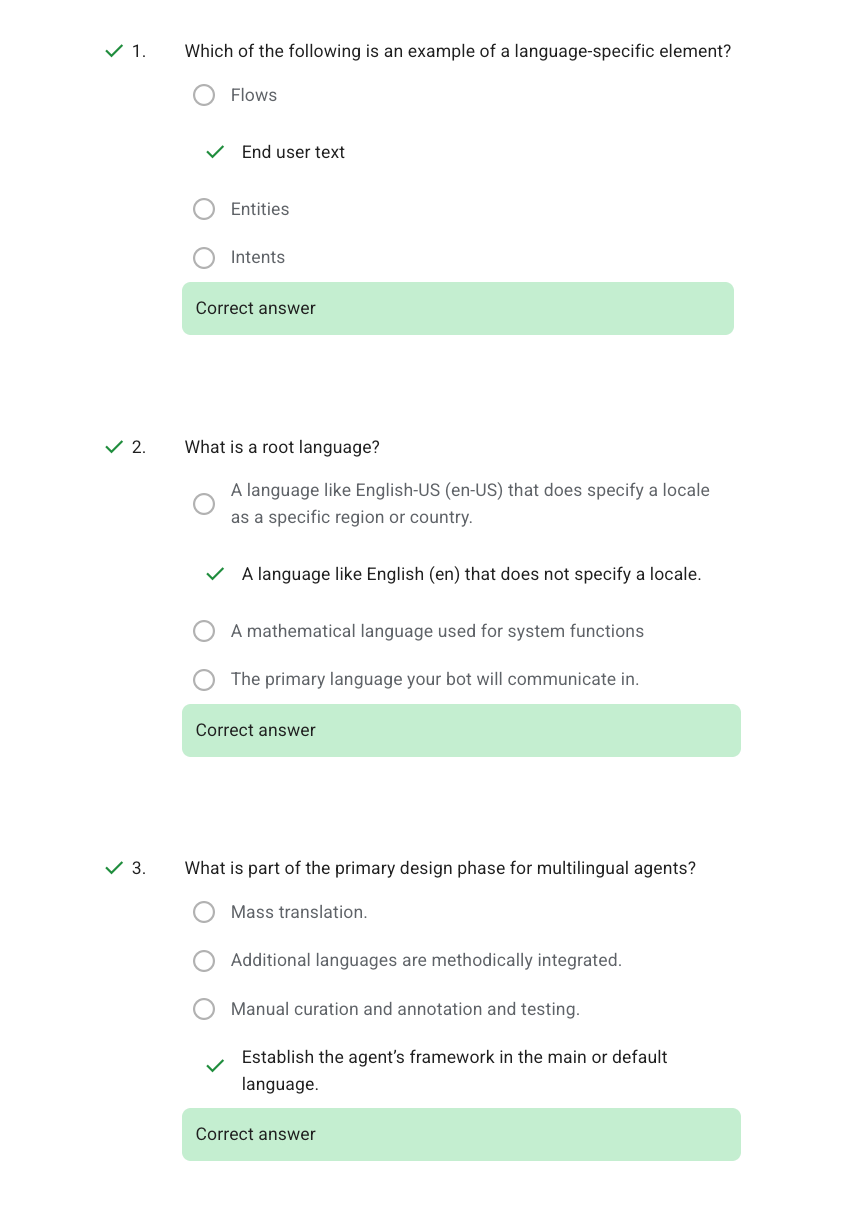 1. Which of the following is an example of a language-specific element?
Flows
End user text
Entities
Intents
Correct answer
2. What is a root language?
A language like English-US (en-US) that does specify a locale
as a specific region or country.
A language like English (en) that does not specify a locale.
A mathematical language used for system functions
The primary language your bot will communicate in.
Correct answer
3. What is part of the primary design phase for multilingual agents?
Mass translation.
Additional languages are methodically integrated.
Manual curation and annotation and testing.
Establish the agent’s framework in the main or default
language.
Correct answer